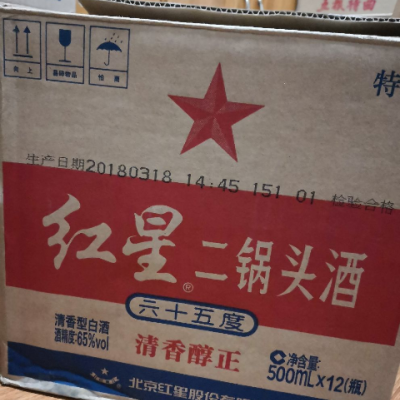 向上
易碎物品
怕湿
特
生产日期20180318 14:45 151 01 检验合格
红星®二锅头酒
六十五度
清香型白酒
酒精度:65%vol
清香醇正
净含量:
500mL×12(瓶)
北京红星股份有限